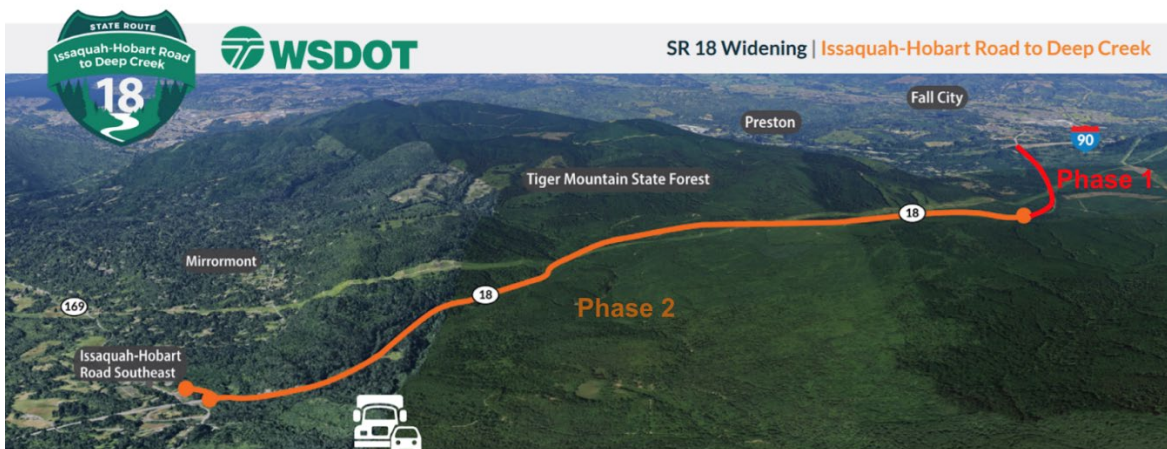 STATE ROUTE
Issaquah-Hobart Road
to Deep Creek
18
WSDOT
SR 18 Widening | Issaquah-Hobart Road to Deep Creek
Fall City
Preston
90
Phase 1
Tiger Mountain State Forest
18
Mirrormont
18
169
Phase 2
Issaquah-Hobart
Road Southeast